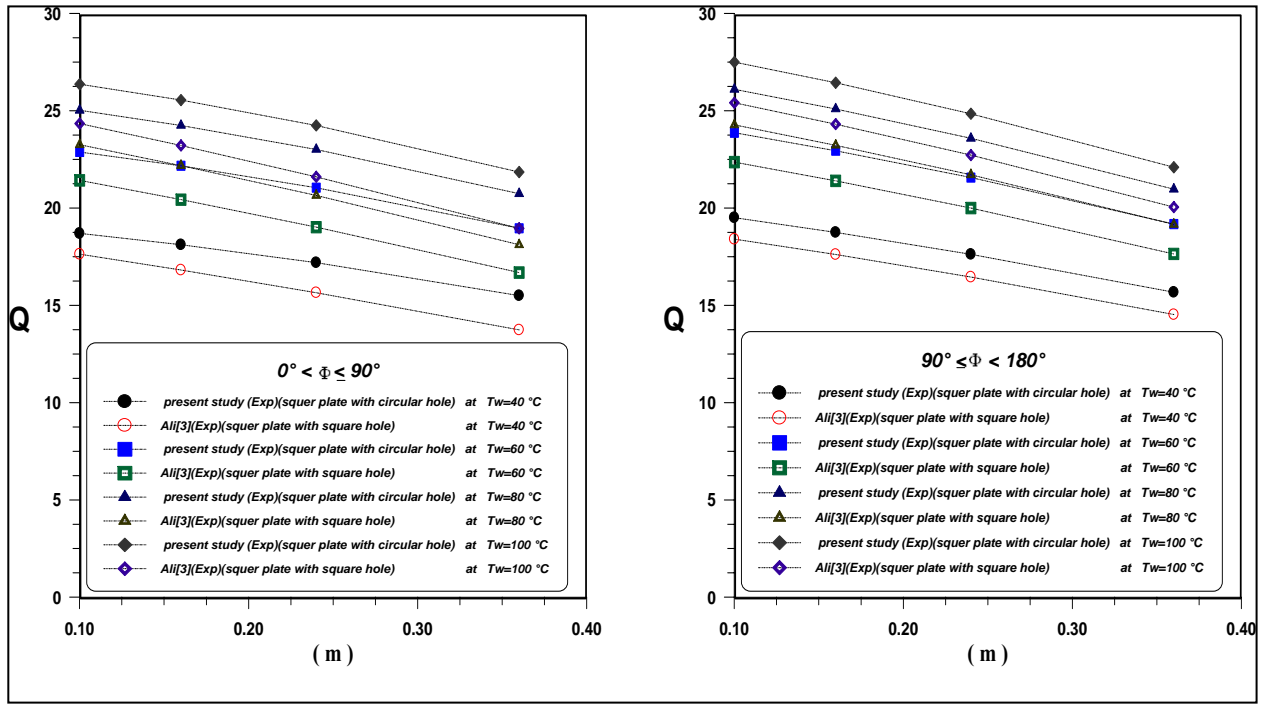 30
25
20
15
10
5
0
Q
0° < Φ ≤ 90°
present study (Exp)(squer plate with circular hole) at Tw=40 °C
Ali[3](Exp)(squer plate with square hole) at Tw=40 °C
present study (Exp)(squer plate with circular hole) at Tw=60 °C
Ali[3](Exp)(squer plate with square hole) at Tw=60 °C
present study (Exp)(squer plate with circular hole) at Tw=80 °C
Ali[3](Exp)(squer plate with square hole) at Tw=80 °C
present study (Exp)(squer plate with circular hole) at Tw=100 °C
Ali[3](Exp)(squer plate with square hole) at Tw=100 °C
0.10 0.20 0.30 0.40
( m )
30
25
20
15
10
5
0
Q
90° ≤ Φ < 180°
present study (Exp)(squer plate with circular hole) at Tw=40 °C
Ali[3](Exp)(squer plate with square hole) at Tw=40 °C
present study (Exp)(squer plate with circular hole) at Tw=60 °C
Ali[3](Exp)(squer plate with square hole) at Tw=60 °C
present study (Exp)(squer plate with circular hole) at Tw=80 °C
Ali[3](Exp)(squer plate with square hole) at Tw=80 °C
present study (Exp)(squer plate with circular hole) at Tw=100 °C
Ali[3](Exp)(squer plate with square hole) at Tw=100 °C
0.10 0.20 0.30 0.40
( m )